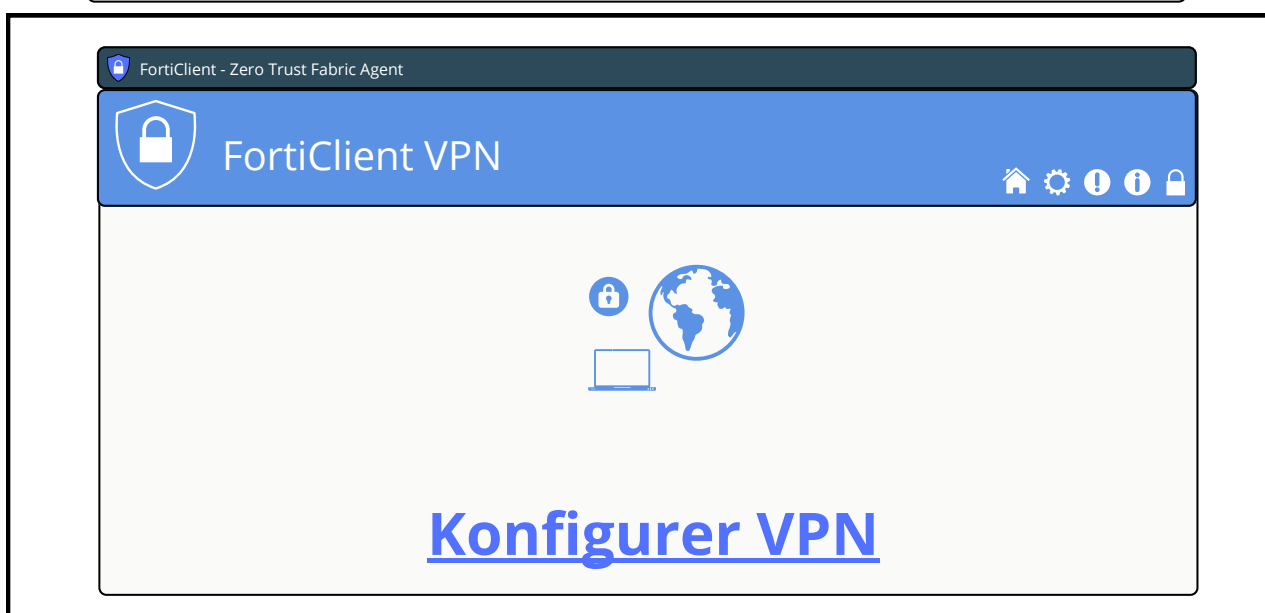 FortiClient - Zero Trust Fabric Agent
FortiClient VPN
Konfigurer VPN